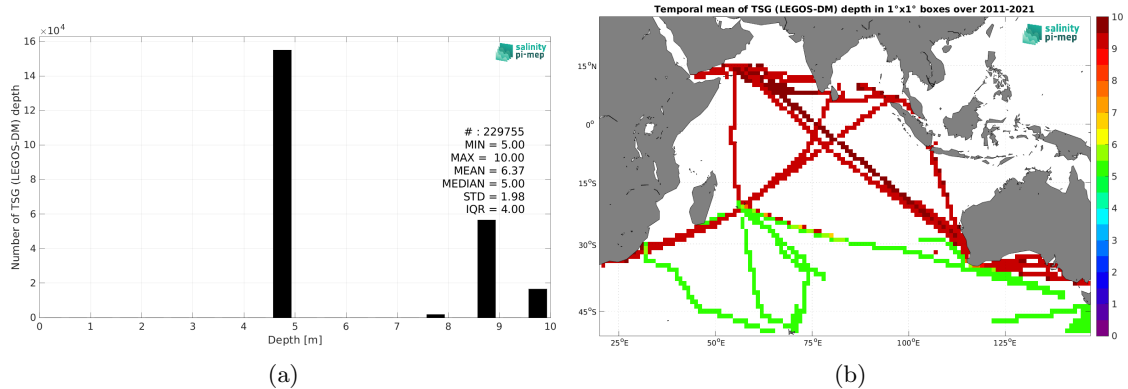 ×10⁴
16
14
12
10
8
6
4
2
0
0 1 2 3 4 5 6 7 8 9 10
Number of TSG (LEGOS-DM) depth
Depth [m]
salinity
pi-mep
# : 229755
MIN = 5.00
MAX = 10.00
MEAN = 6.37
MEDIAN = 5.00
STD = 1.98
IQR = 4.00
(a)
Temporal mean of TSG (LEGOS-DM) depth in 1°x1° boxes over 2011-2021
salinity
pi-mep
15°N
0°
15°S
30°S
45°S
25°E 50°E 75°E 100°E 125°E
10
9
8
7
6
5
4
3
2
1
0
(b)